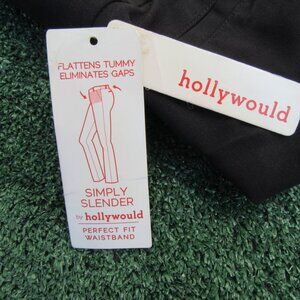 FLATTENS TUMMY
ELIMINATES GAPS
SIMPLY
SLENDER
by hollywould
PERFECT FIT
WAISTBAND
hollywould